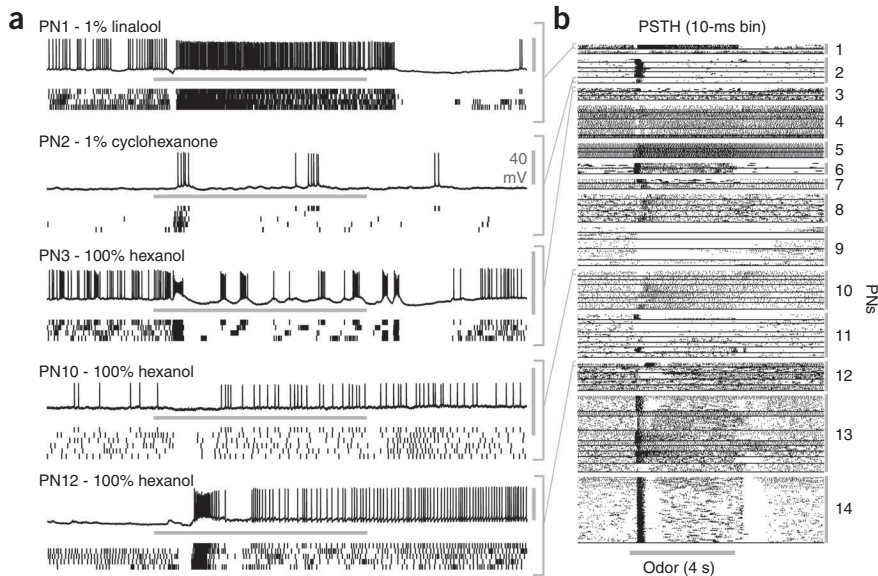 a
PN1 - 1% linalool
PN2 - 1% cyclohexanone
40
mV
PN3 - 100% hexanol
PN10 - 100% hexanol
PN12 - 100% hexanol
b
PSTH (10-ms bin)
1
2
3
4
5
6
7
8
9
10
11
12
13
14
PNs
Odor (4 s)